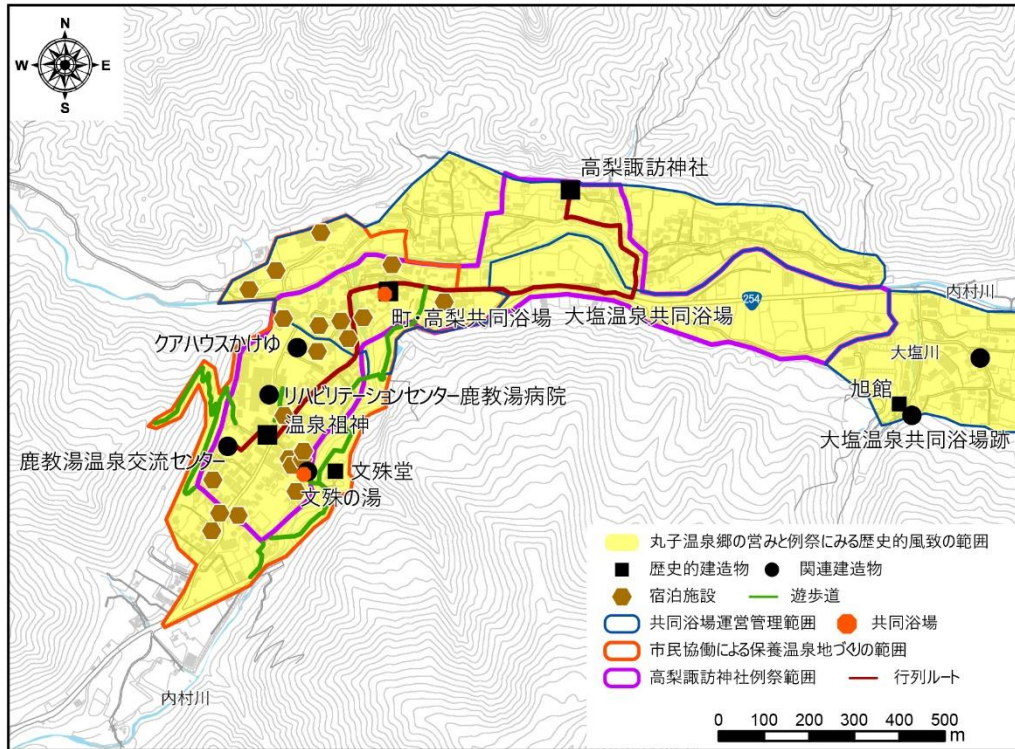 N
W
E
S
高梨諏訪神社
内村川
254
町・高梨共同浴場
大塩温泉共同浴場
クアハウスかけゆ
大塩川
旭館
リハビリテーションセンター鹿教湯病院
大塩温泉共同浴場跡
温泉祖神
鹿教湯温泉交流センター
文殊堂
文殊の湯
内村川
丸子温泉郷の営みと例祭にみる歴史的風致の範囲
歴史的建造物
関連建造物
宿泊施設
遊歩道
共同浴場運営管理範囲
共同浴場
市民協働による保養温泉地づくりの範囲
高梨諏訪神社例祭範囲
行列ルート
0 100 200 300 400 500
m